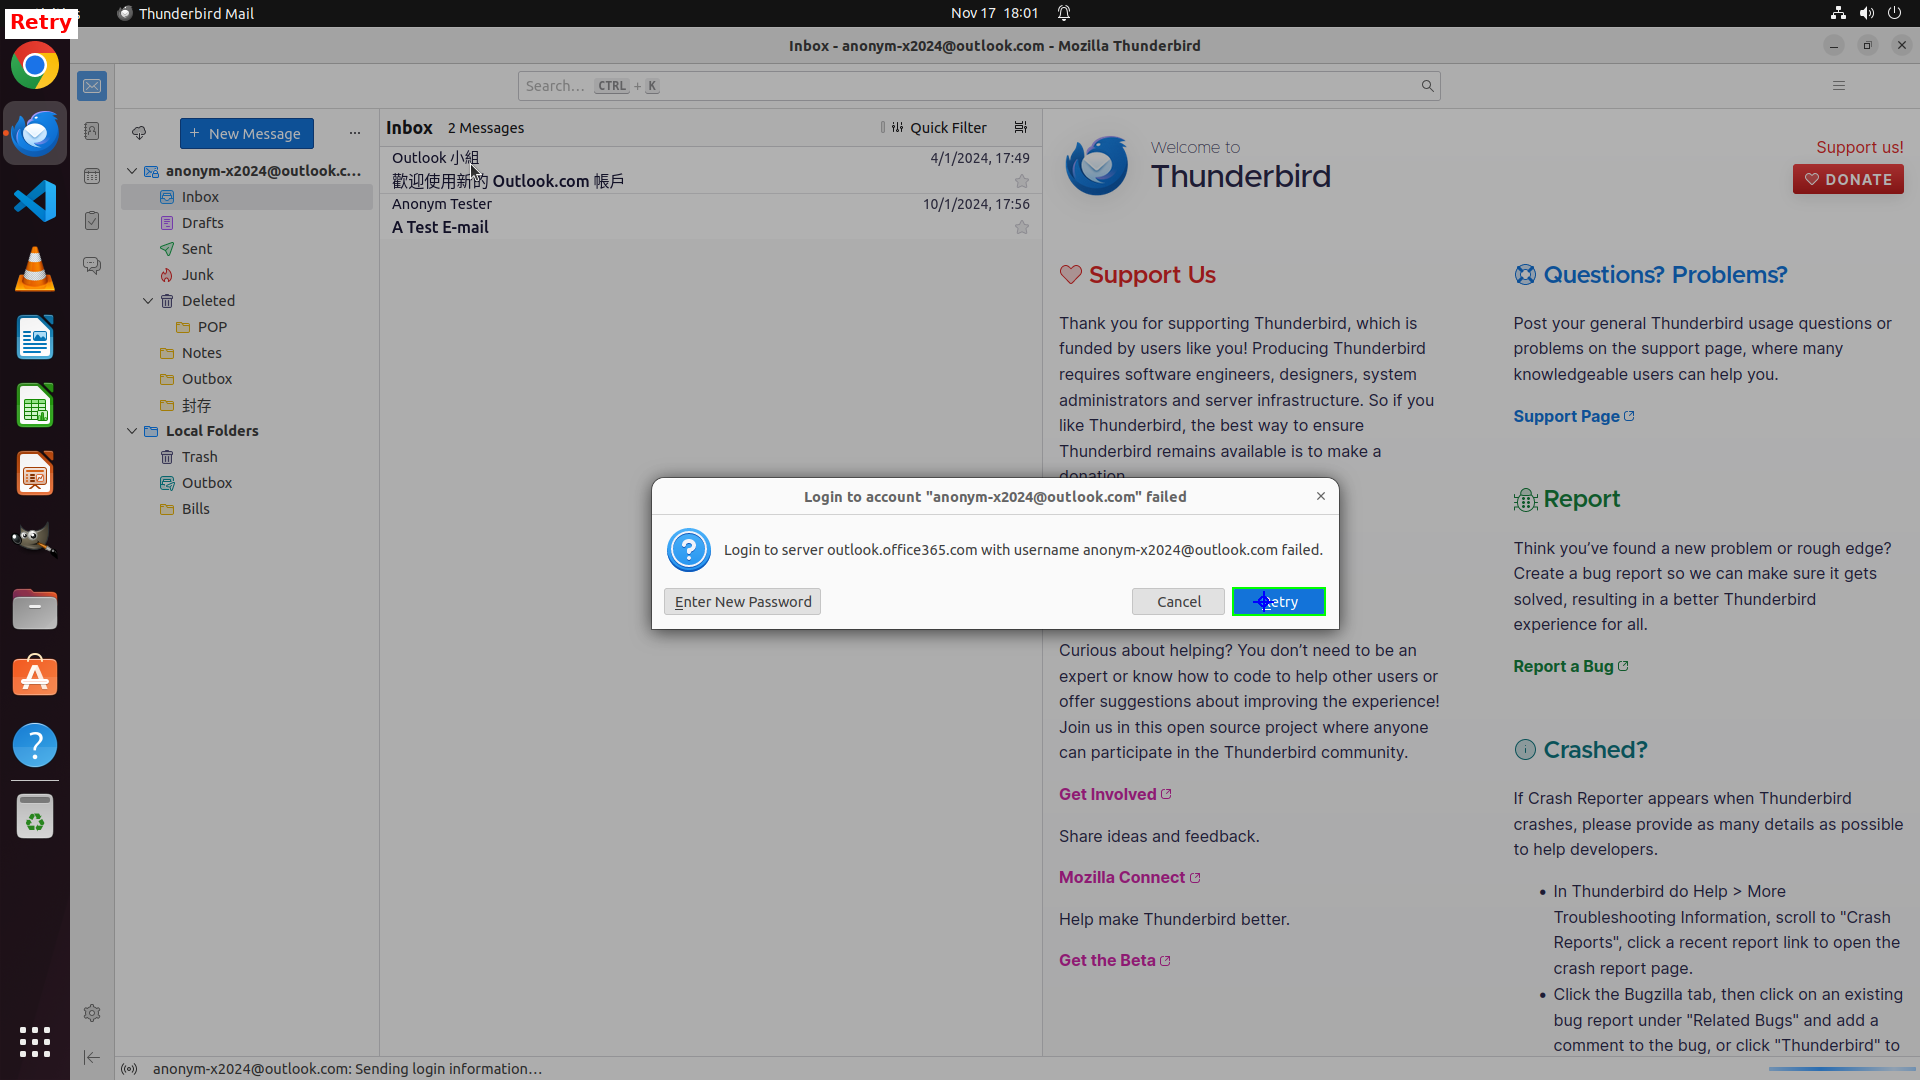 Retry
Thunderbird Mail
Nov 17 18:01
Inbox - anonym-x2024@outlook.com - Mozilla Thunderbird
Search… CTRL + K
New Message
anonym-x2024@outlook.c...
Inbox
Drafts
Sent
Junk
Deleted
POP
Notes
Outbox
封存
Local Folders
Trash
Outbox
Bills
Inbox 2 Messages
Quick Filter
Outlook 小組 4/1/2024, 17:49
歡迎使用新的 Outlook.com 帳戶
Anonym Tester 10/1/2024, 17:56
A Test E-mail
Welcome to
Thunderbird
Support us!
DONATE
Support Us
Thank you for supporting Thunderbird, which is
funded by users like you! Producing Thunderbird
requires software engineers, designers, system
administrators and server infrastructure. So if you
like Thunderbird, the best way to ensure
Thunderbird remains available is to make a
donation
Questions? Problems?
Post your general Thunderbird usage questions or
problems on the support page, where many
knowledgeable users can help you.
Support Page
Login to account "anonym-x2024@outlook.com" failed
Login to server outlook.office365.com with username anonym-x2024@outlook.com failed.
Enter New Password
Cancel
Report
Think you’ve found a new problem or rough edge?
Create a bug report so we can make sure it gets
solved, resulting in a better Thunderbird
experience for all.
Report a Bug
Curious about helping? You don’t need to be an
expert or know how to code to help other users or
offer suggestions about improving the experience!
Join us in this open source project where anyone
can participate in the Thunderbird community.
Get Involved
Share ideas and feedback.
Mozilla Connect
Help make Thunderbird better.
Get the Beta
Crashed?
If Crash Reporter appears when Thunderbird
crashes, please provide as many details as possible
to help developers.
• In Thunderbird do Help > More
Troubleshooting Information, scroll to "Crash
Reports", click a recent report link to open the
crash report page.
• Click the Bugzilla tab, then click on an existing
bug report under "Related Bugs" and add a
comment to the bug, or click "Thunderbird" to
anonym-x2024@outlook.com: Sending login information…